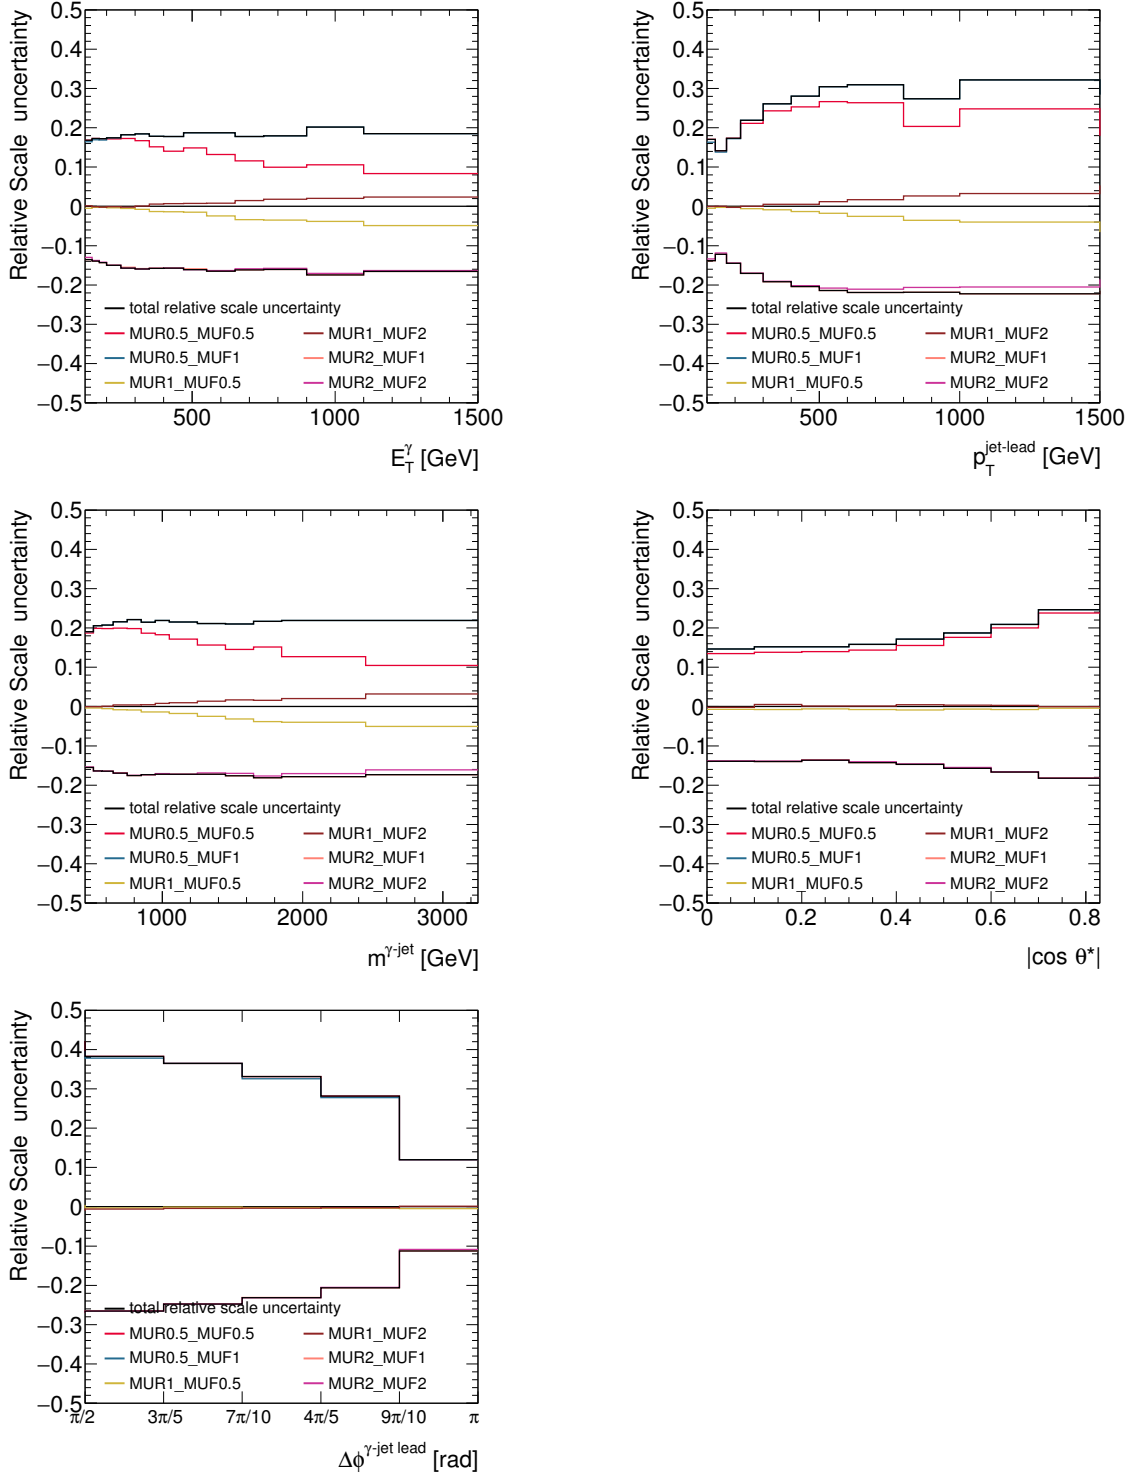 Relative Scale uncertainty
0.5
0.4
0.3
0.2
0.1
0
−0.1
−0.2
−0.3
−0.4
−0.5
total relative scale uncertainty
MUR0.5_MUF0.5 MUR1_MUF2
MUR0.5_MUF1 MUR2_MUF1
MUR1_MUF0.5 MUR2_MUF2
500 1000 1500
E_T^γ [GeV]
Relative Scale uncertainty
0.5
0.4
0.3
0.2
0.1
0
−0.1
−0.2
−0.3
−0.4
−0.5
total relative scale uncertainty
MUR0.5_MUF0.5 MUR1_MUF2
MUR0.5_MUF1 MUR2_MUF1
MUR1_MUF0.5 MUR2_MUF2
500 1000 1500
p_T^jet-lead [GeV]
Relative Scale uncertainty
0.5
0.4
0.3
0.2
0.1
0
−0.1
−0.2
−0.3
−0.4
−0.5
total relative scale uncertainty
MUR0.5_MUF0.5 MUR1_MUF2
MUR0.5_MUF1 MUR2_MUF1
MUR1_MUF0.5 MUR2_MUF2
1000 2000 3000
m^γ-jet [GeV]
Relative Scale uncertainty
0.5
0.4
0.3
0.2
0.1
0
−0.1
−0.2
−0.3
−0.4
−0.5
total relative scale uncertainty
MUR0.5_MUF0.5 MUR1_MUF2
MUR0.5_MUF1 MUR2_MUF1
MUR1_MUF0.5 MUR2_MUF2
0 0.2 0.4 0.6 0.8
|cos θ*|
Relative Scale uncertainty
0.5
0.4
0.3
0.2
0.1
0
−0.1
−0.2
−0.3
−0.4
−0.5
total relative scale uncertainty
MUR0.5_MUF0.5 MUR1_MUF2
MUR0.5_MUF1 MUR2_MUF1
MUR1_MUF0.5 MUR2_MUF2
π/2 3π/5 7π/10 4π/5 9π/10 π
Δϕ^γ-jet lead [rad]